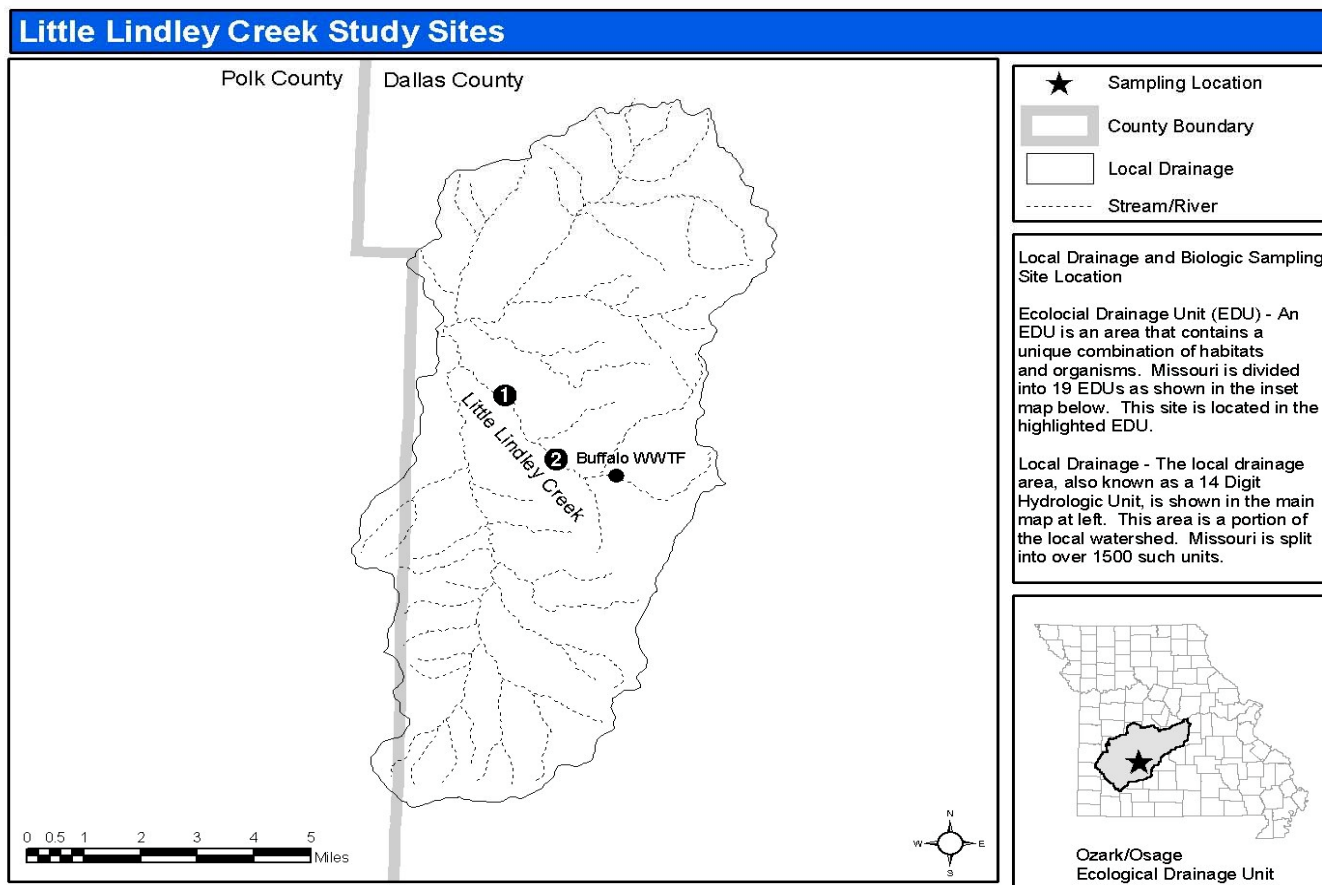 Little Lindley Creek Study Sites
Polk County
Dallas County
1
Little Lindley Creek
2
Buffalo WWTF
0 0.5 1 2 3 4 5
Miles
N
W E
S
Sampling Location
County Boundary
Local Drainage
Stream/River
Local Drainage and Biologic Sampling
Site Location
Ecolocial Drainage Unit (EDU) - An
EDU is an area that contains a
unique combination of habitats
and organisms. Missouri is divided
into 19 EDUs as shown in the inset
map below. This site is located in the
highlighted EDU.
Local Drainage - The local drainage
area, also known as a 14 Digit
Hydrologic Unit, is shown in the main
map at left. This area is a portion of
the local watershed. Missouri is split
into over 1500 such units.
Ozark/Osage
Ecological Drainage Unit